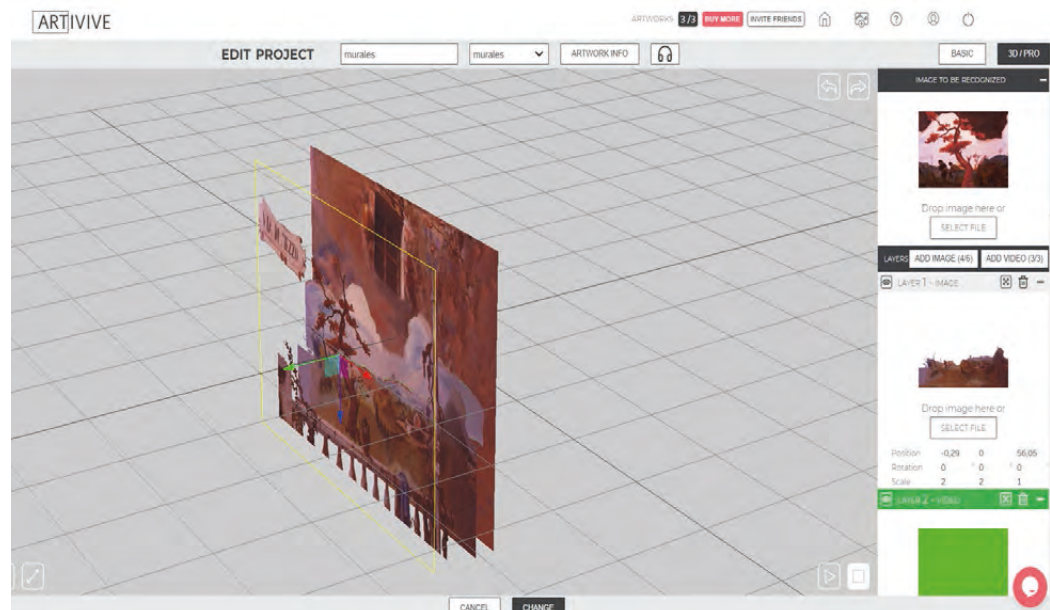 ARTIVIVE
ARTWORKS 3/3 BUY MORE INVITE FRIENDS
EDIT PROJECT murales murales ARTWORK INFO BASIC 3D / PRO
IMAGE TO BE RECOGNIZED
Drop image here or
SELECT FILE
LAYERS ADD IMAGE (4/5) ADD VIDEO (3/3)
LAYER 1 - IMAGE
Drop image here or
SELECT FILE
Position -0,29 0 56,05
Rotation 0 ° 0 ° 0 °
Scale 2 2 1
LAYER 2 - VIDEO
CANCEL CHANGE